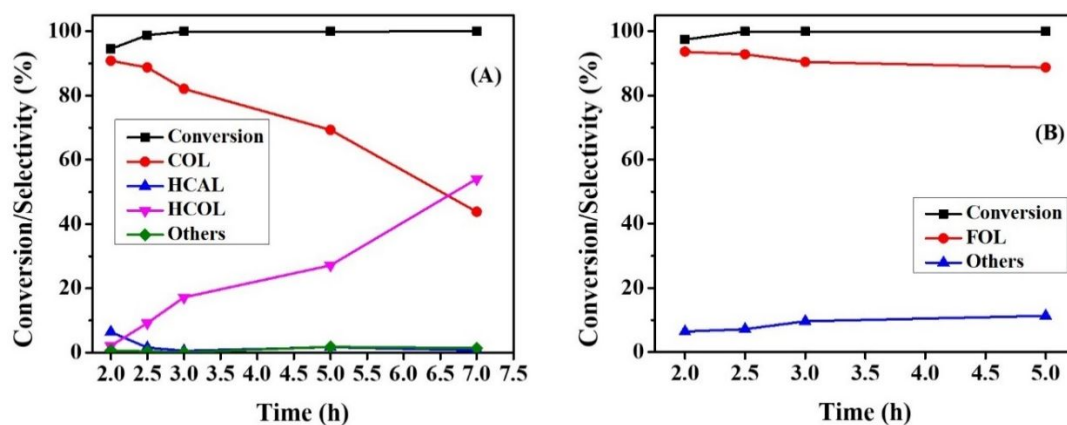 100
80
60
40
20
0
Conversion/Selectivity (%)
(A)
Conversion
COL
HCAL
HCOL
Others
2.0 2.5 3.0 3.5 4.0 4.5 5.0 5.5 6.0 6.5 7.0 7.5
Time (h)
100
80
60
40
20
0
Conversion/Selectivity (%)
(B)
Conversion
FOL
Others
2.0 2.5 3.0 3.5 4.0 4.5 5.0
Time (h)